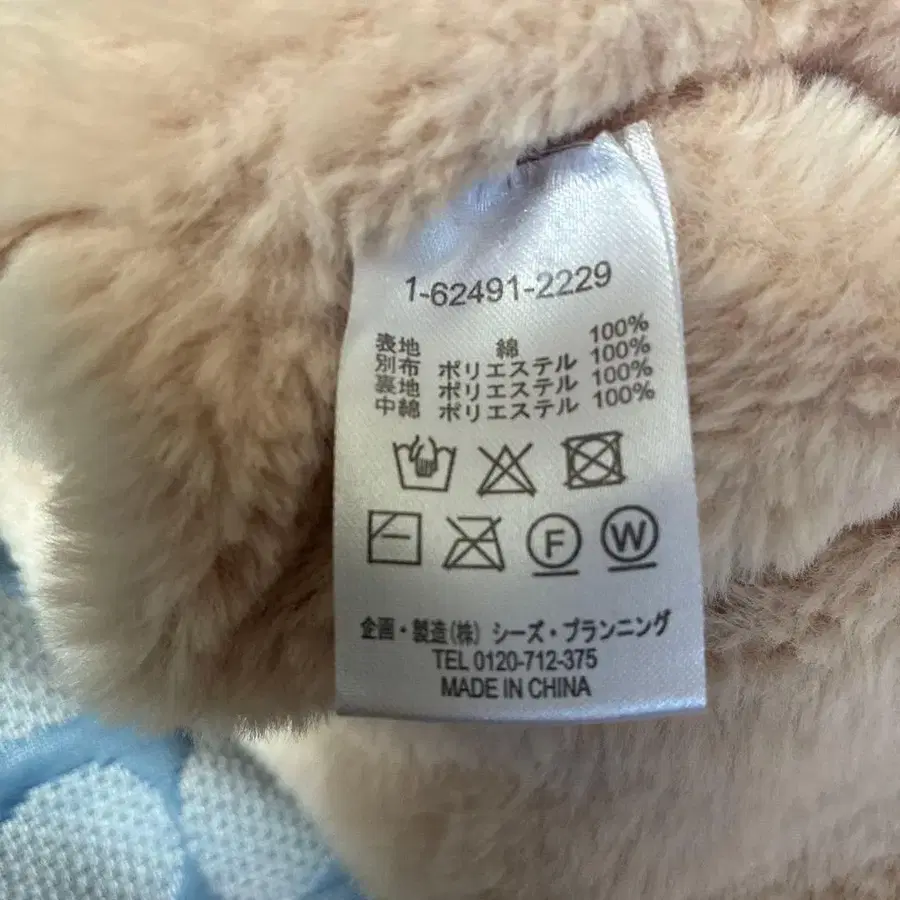 1-62491-2229
表地 綿 100%
別布 ポリエステル 100%
裏地 ポリエステル 100%
中綿 ポリエステル 100%
F W
企画・製造(株) シーズ・プランニング
TEL 0120-712-375
MADE IN CHINA